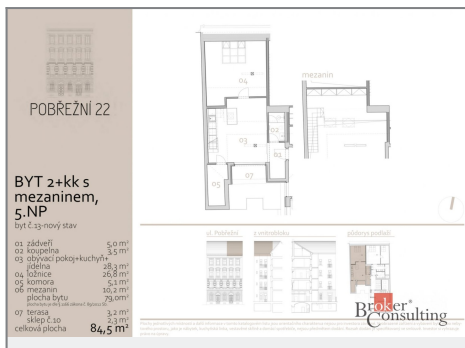 POBŘEŽNÍ 22
BYT 2+kk s
mezaninem,
5.NP
byt č.13-nový stav
01 zádveří 5,0 m²
02 koupelna 3,5 m²
03 obývací pokoj+kuchyň+
jídelna 28,3 m²
04 ložnice 26,8 m²
05 komora 5,1 m²
06 mezanin 10,2 m²
plocha bytu 79,0m²
07 terasa 3,2 m²
sklep č.10 2,3 m²
celková plocha 84,5 m²
04
02
03
01
05
07
mezanin
ul. Pobřežní
z vnitrobloku
půdorys podlaží
Broker
Consulting